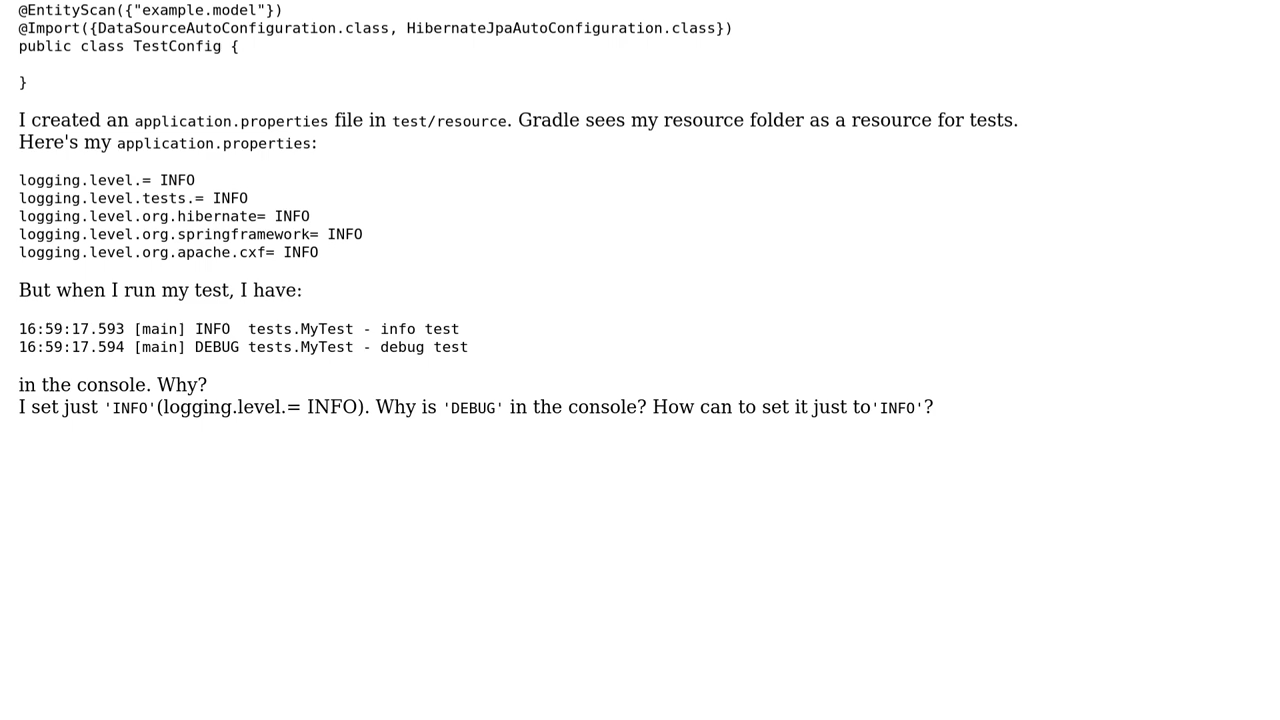 @EntityScan({"example.model"})
@Import({DataSourceAutoConfiguration.class, HibernateJpaAutoConfiguration.class})
public class TestConfig {
}
I created an application.properties file in test/resource. Gradle sees my resource folder as a resource for tests.
Here's my application.properties:
logging.level.= INFO
logging.level.tests.= INFO
logging.level.org.hibernate= INFO
logging.level.org.springframework= INFO
logging.level.org.apache.cxf= INFO
But when I run my test, I have:
16:59:17.593 [main] INFO  tests.MyTest - info test
16:59:17.594 [main] DEBUG tests.MyTest - debug test
in the console. Why?
I set just 'INFO'(logging.level.= INFO). Why is 'DEBUG' in the console? How can to set it just to'INFO'?